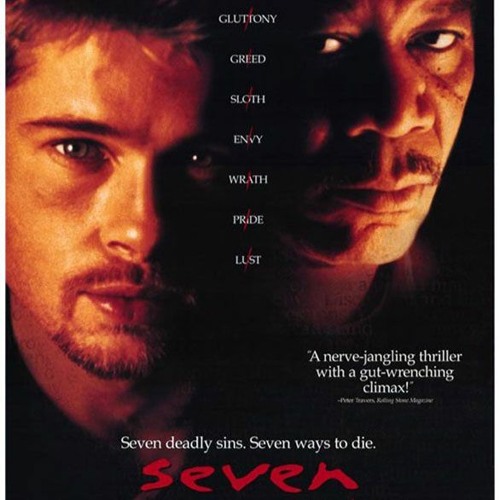 GLUTTONY
GREED
SLOTH
ENVY
WRATH
PRIDE
LUST
"A nerve-jangling thriller
with a gut-wrenching
climax!"
–Peter Travers, Rolling Stone Magazine
Seven deadly sins. Seven ways to die.
seven